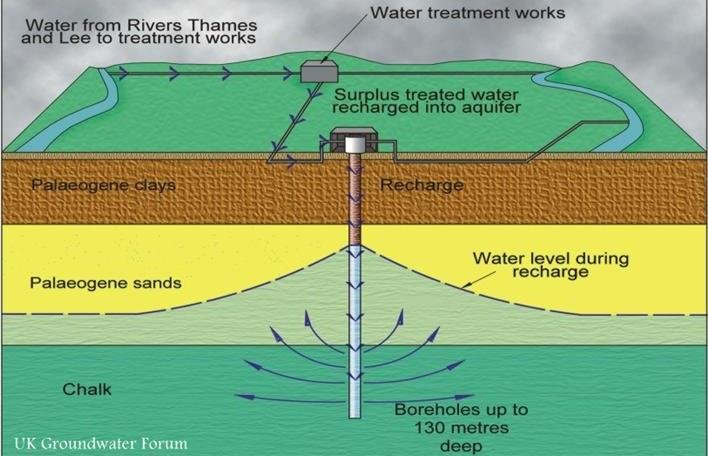 Water from Rivers Thames
and Lee to treatment works
Water treatment works
Surplus treated water
recharged into aquifer
Palaeogene clays
Recharge
Palaeogene sands
Water level during
recharge
Chalk
Boreholes up to
130 metres
deep
UK Groundwater Forum